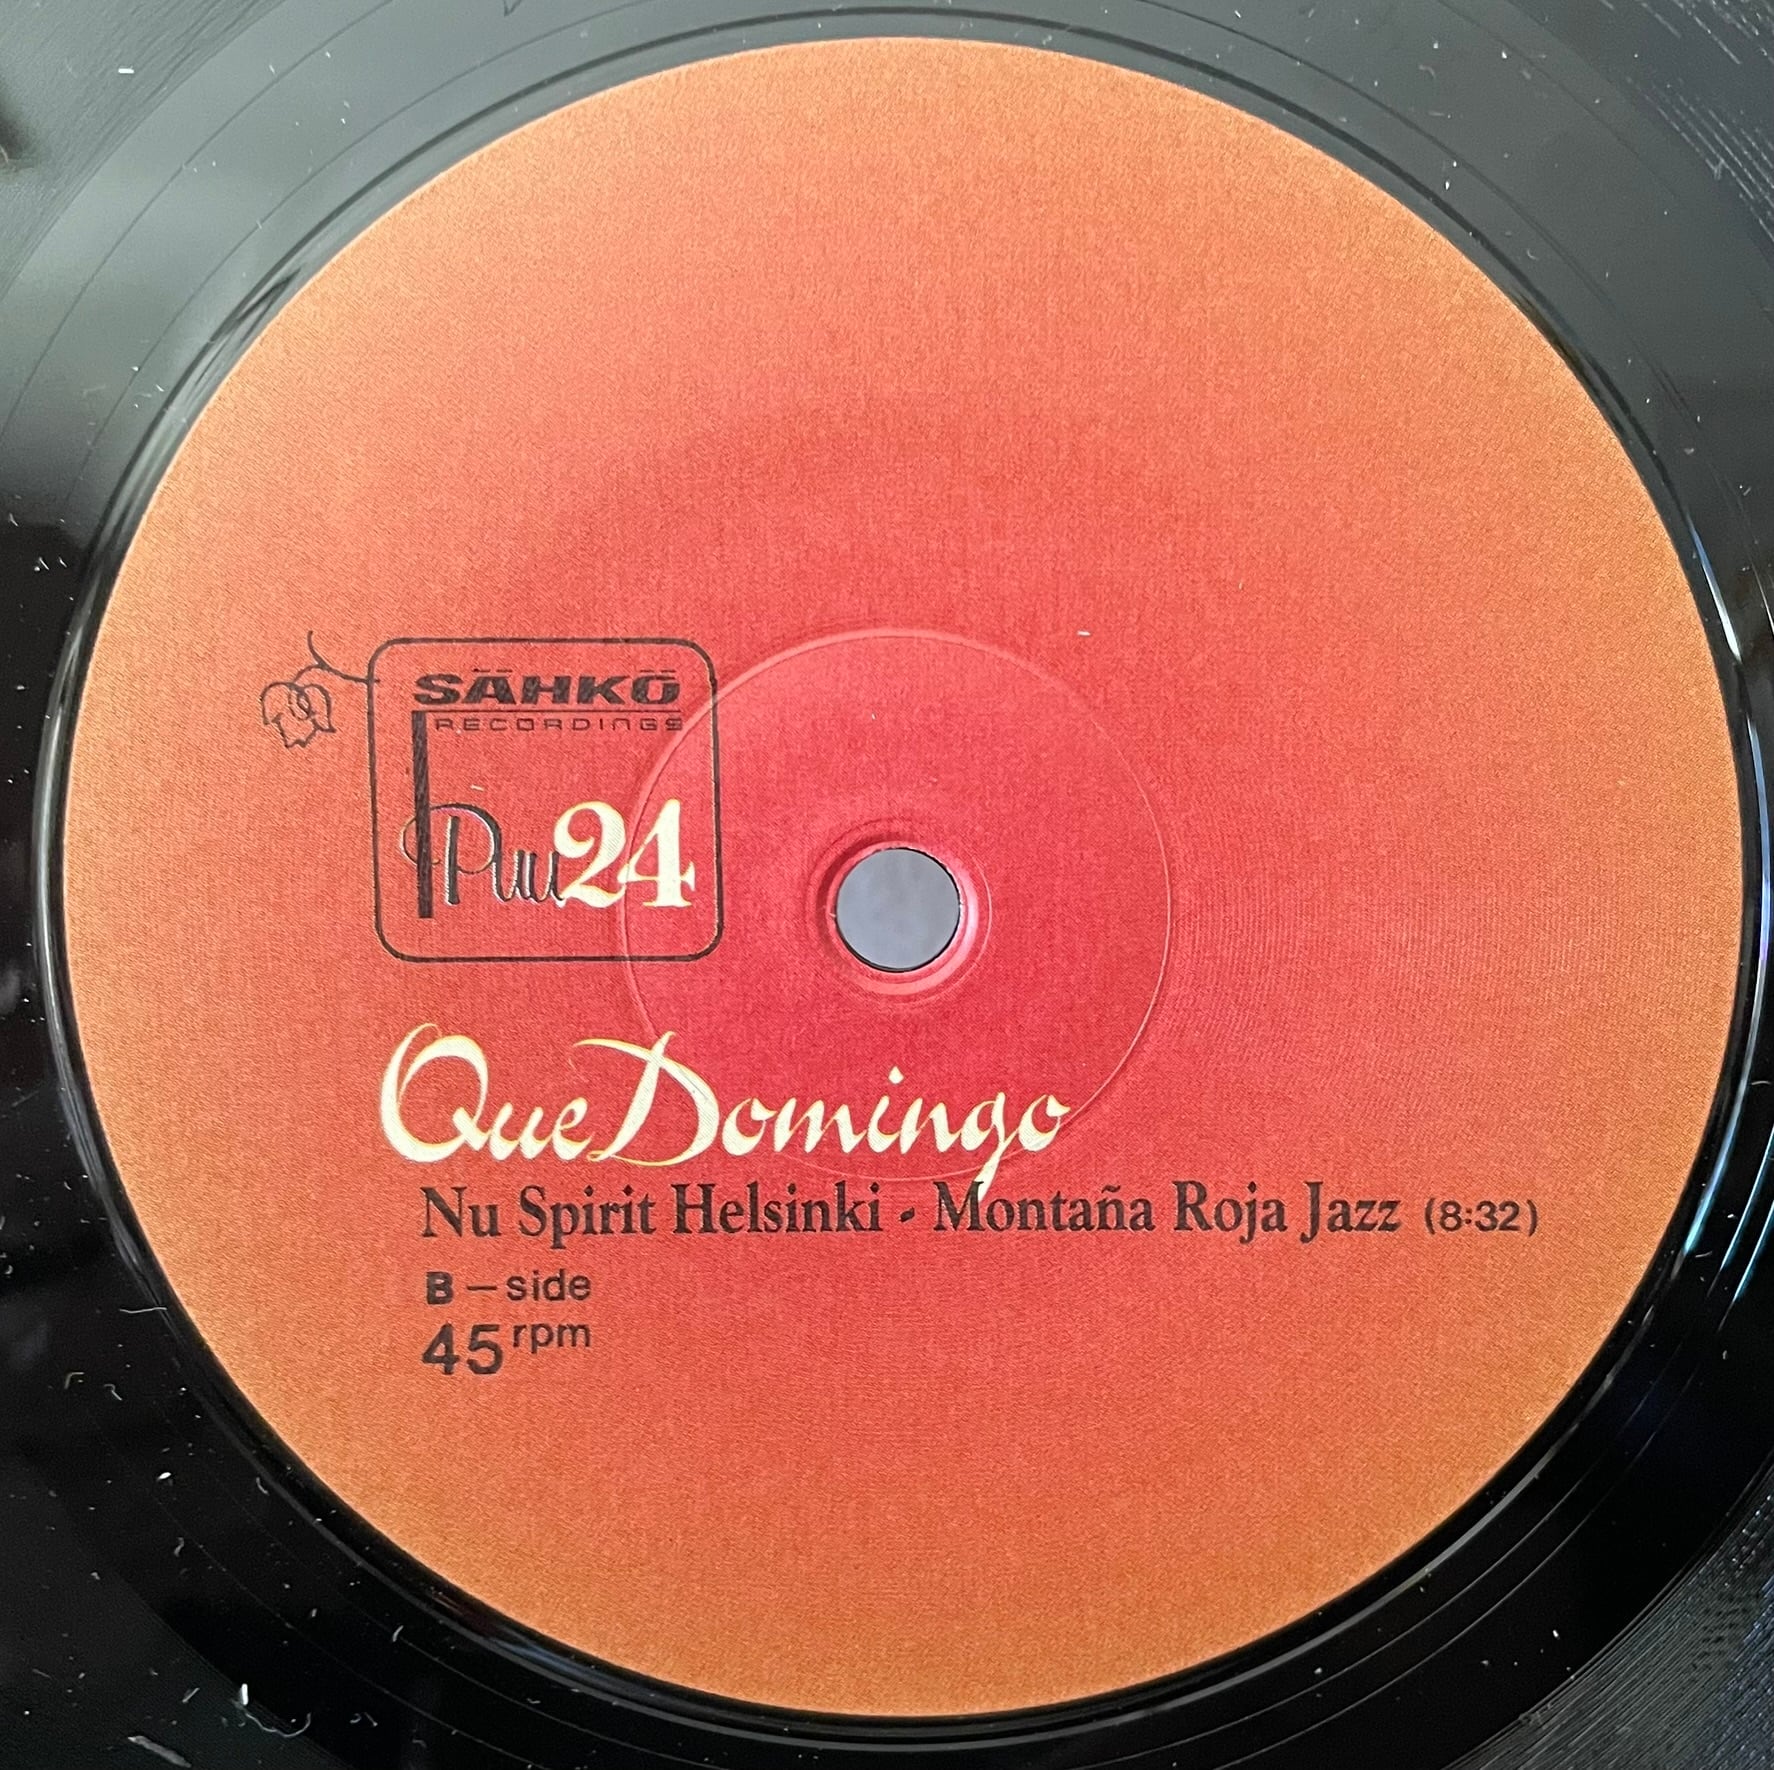 SÄHKÖ
RECORDINGS
Puu24
Que Domingo
Nu Spirit Helsinki - Montaña Roja Jazz (8:32)
B – side
45 rpm